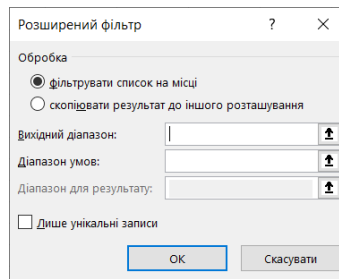 Розширений фільтр ? ×
Обробка
фільтрувати список на місці
скопіювати результат до іншого розташування
Вихідний діапазон:
Діапазон умов:
Діапазон для результату:
Лише унікальні записи
ОК Скасувати